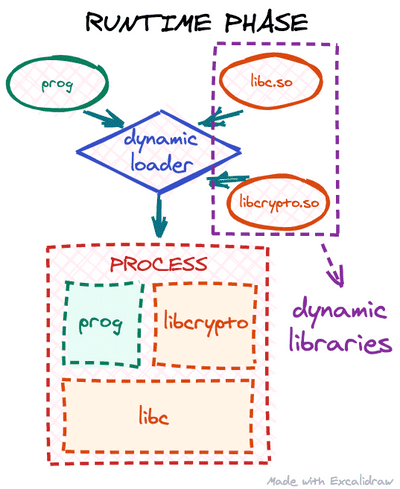 RUNTIME PHASE
prog
libc.so
dynamic
loader
libcrypto.so
PROCESS
prog
libcrypto
libc
dynamic
libraries
Made with Excalidraw